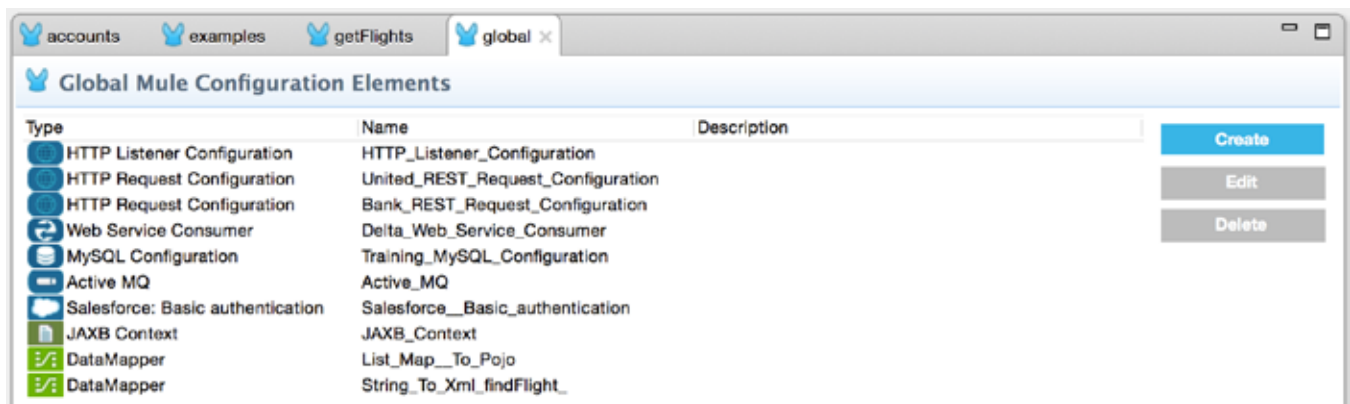 accounts examples getFlights global
Global Mule Configuration Elements
Type Name Description
HTTP Listener Configuration HTTP_Listener_Configuration
HTTP Request Configuration United_REST_Request_Configuration
HTTP Request Configuration Bank_REST_Request_Configuration
Web Service Consumer Delta_Web_Service_Consumer
MySQL Configuration Training_MySQL_Configuration
Active MQ Active_MQ
Salesforce: Basic authentication Salesforce__Basic_authentication
JAXB Context JAXB_Context
DataMapper List_Map__To_Pojo
DataMapper String_To_Xml_findFlight_
Create
Edit
Delete